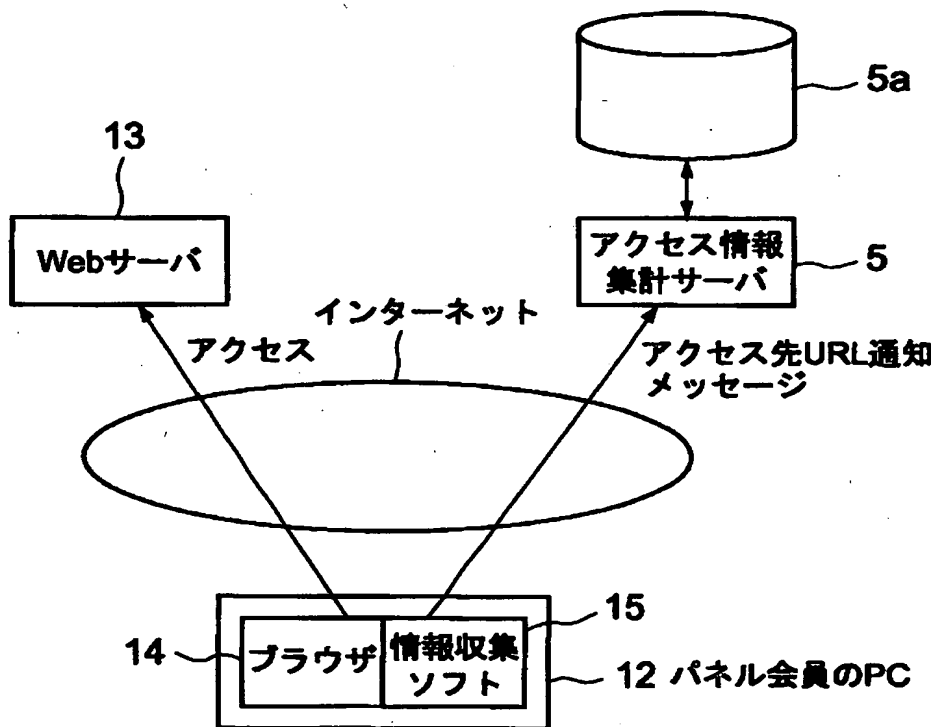 5a
13
Webサーバ
アクセス情報
集計サーバ
5
インターネット
アクセス
アクセス先URL通知
メッセージ
14
ブラウザ
情報収集
ソフト
15
12 パネル会員のPC